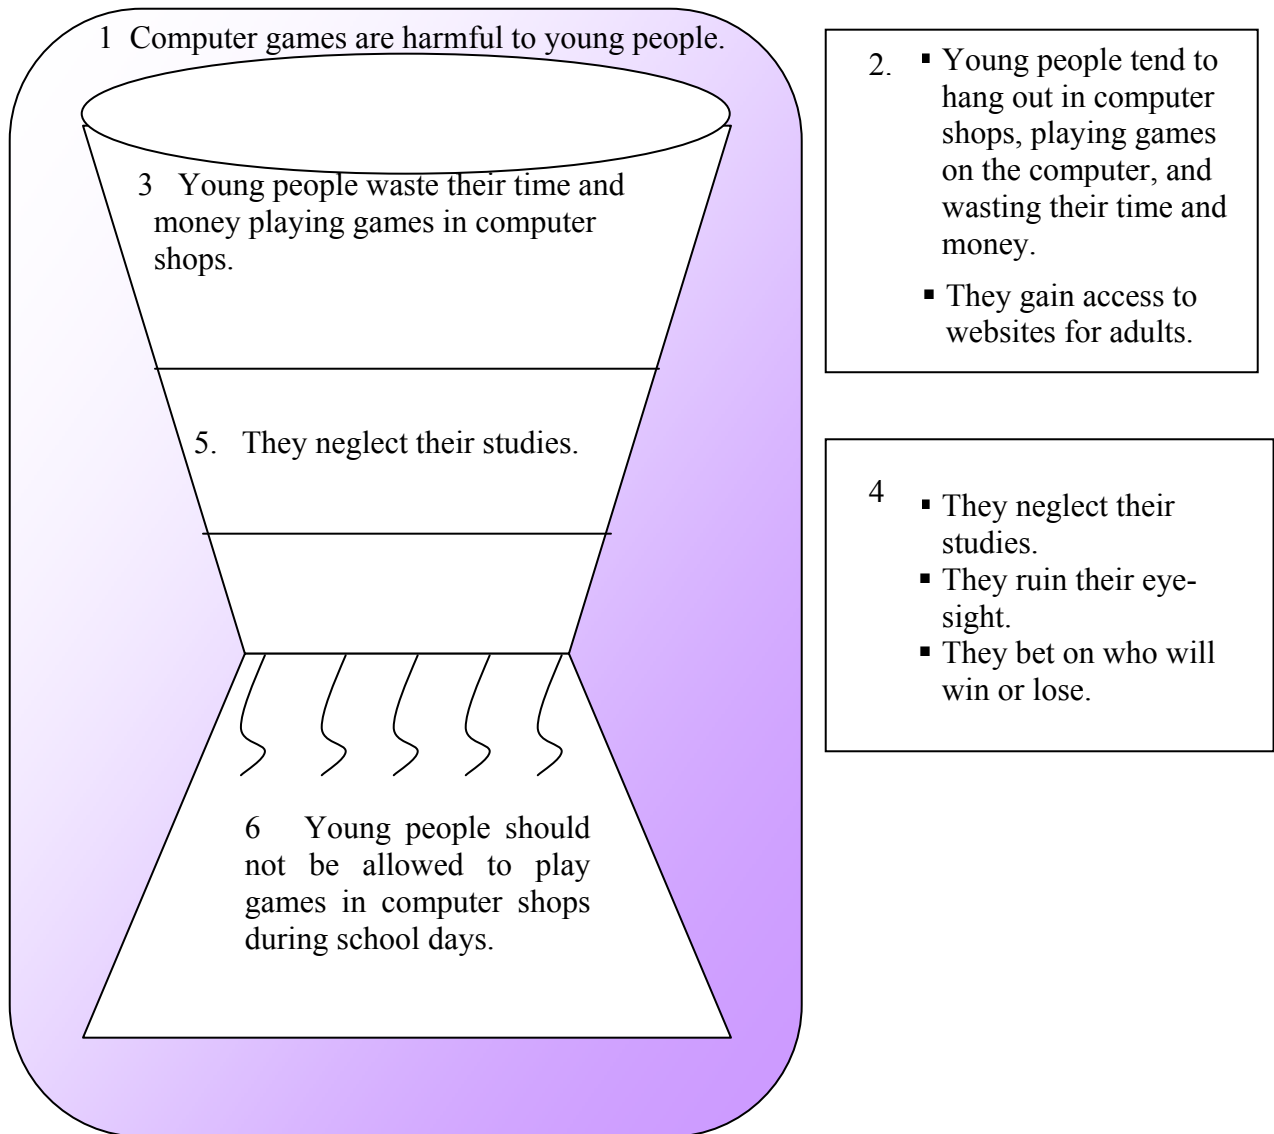 1 Computer games are harmful to young people.
2. ▪ Young people tend to
hang out in computer
shops, playing games
on the computer, and
wasting their time and
money.
▪ They gain access to
websites for adults.
3 Young people waste their time and
money playing games in computer
shops.
4
▪ They neglect their
studies.
▪ They ruin their eye-
sight.
▪ They bet on who will
win or lose.
5. They neglect their studies.
6 Young people should
not be allowed to play
games in computer shops
during school days.